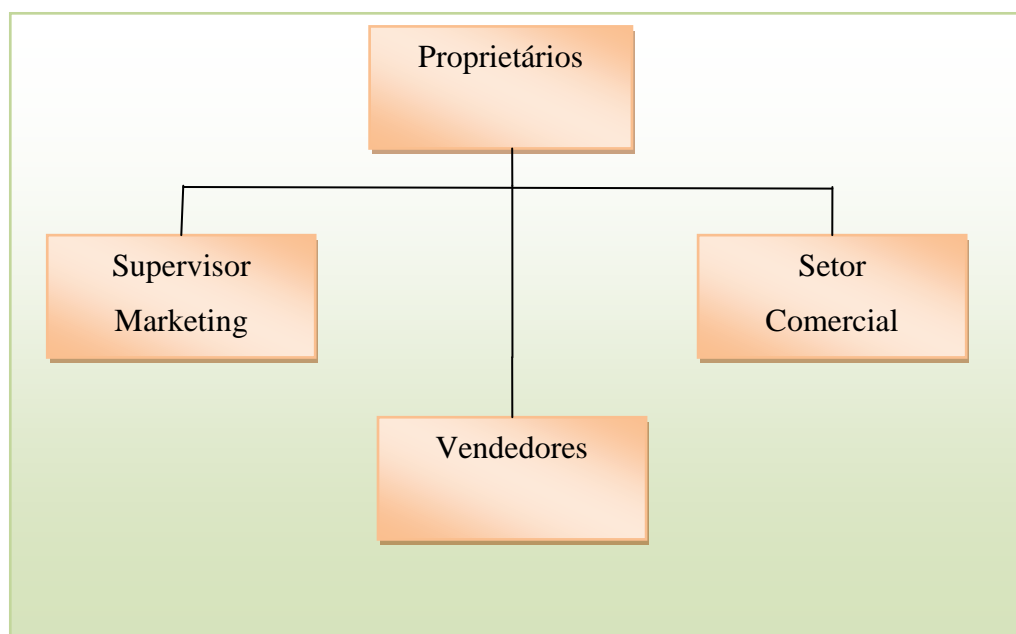 Proprietários
Supervisor
Marketing
Setor
Comercial
Vendedores